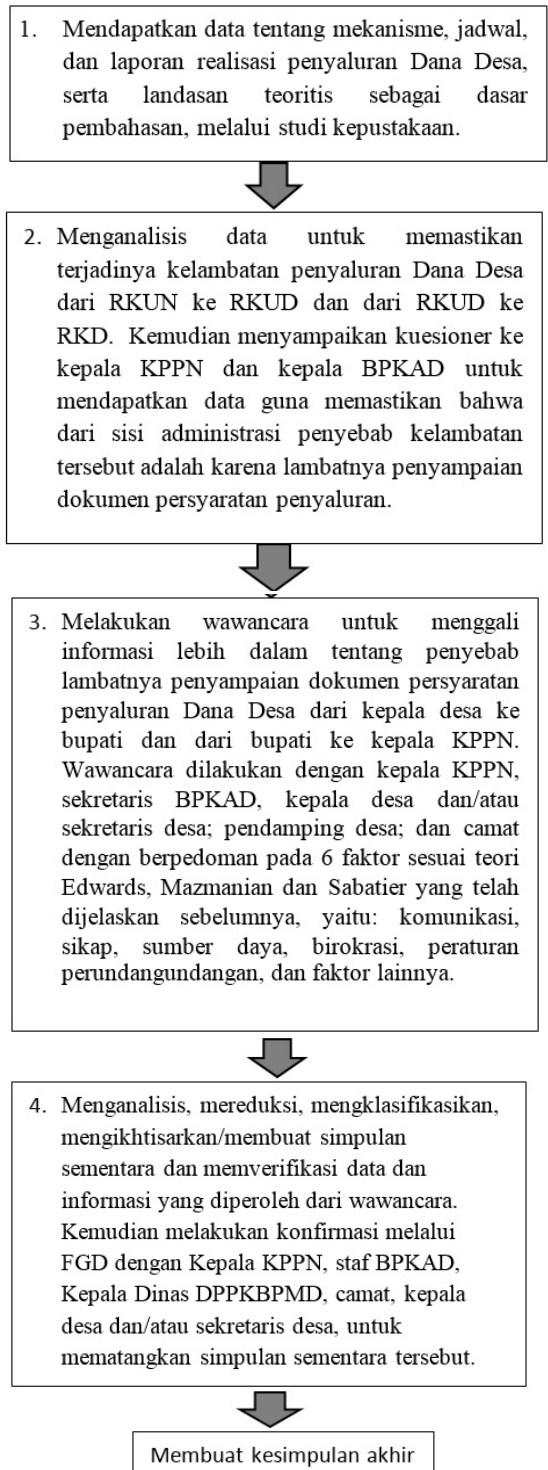 1. Mendapatkan data tentang mekanisme, jadwal,
dan laporan realisasi penyaluran Dana Desa,
serta landasan teoritis sebagai dasar
pembahasan, melalui studi kepustakaan.
2. Menganalisis data untuk memastikan
terjadinya kelambatan penyaluran Dana Desa
dari RKUN ke RKUD dan dari RKUD ke
RKD. Kemudian menyampaikan kuesioner ke
kepala KPPN dan kepala BPKAD untuk
mendapatkan data guna memastikan bahwa
dari sisi administrasi penyebab kelambatan
tersebut adalah karena lambatnya penyampaian
dokumen persyaratan penyaluran.
3. Melakukan wawancara untuk menggali
informasi lebih dalam tentang penyebab
lambatnya penyampaian dokumen persyaratan
penyaluran Dana Desa dari kepala desa ke
bupati dan dari bupati ke kepala KPPN.
Wawancara dilakukan dengan kepala KPPN,
sekretaris BPKAD, kepala desa dan/atau
sekretaris desa; pendamping desa; dan camat
dengan berpedoman pada 6 faktor sesuai teori
Edwards, Mazmanian dan Sabatier yang telah
dijelaskan sebelumnya, yaitu: komunikasi,
sikap, sumber daya, birokrasi, peraturan
perundangundangan, dan faktor lainnya.
4. Menganalisis, mereduksi, mengklasifikasikan,
mengikhtisarkan/membuat simpulan
sementara dan memverifikasi data dan
informasi yang diperoleh dari wawancara.
Kemudian melakukan konfirmasi melalui
FGD dengan Kepala KPPN, staf BPKAD,
Kepala Dinas DPPKBPMD, camat, kepala
desa dan/atau sekretaris desa, untuk
mematangkan simpulan sementara tersebut.
Membuat kesimpulan akhir